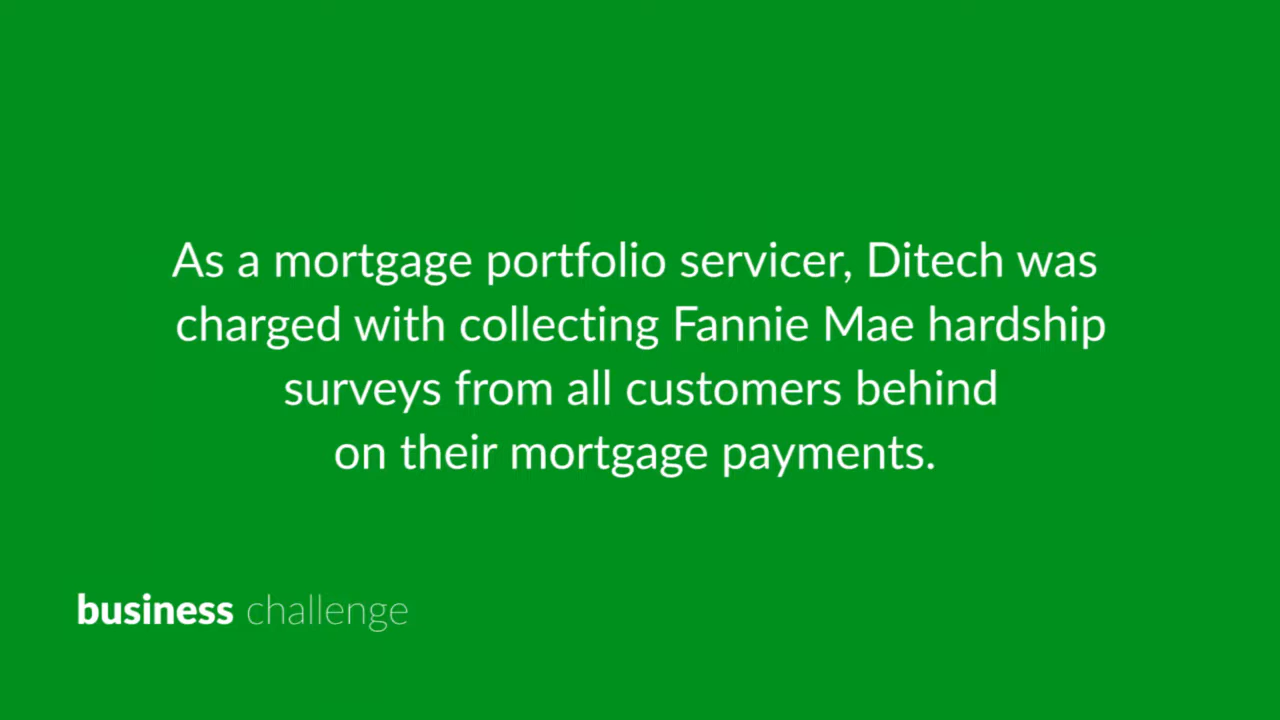 As a mortgage portfolio servicer, Ditech was
charged with collecting Fannie Mae hardship
surveys from all customers behind
on their mortgage payments.
business challenge